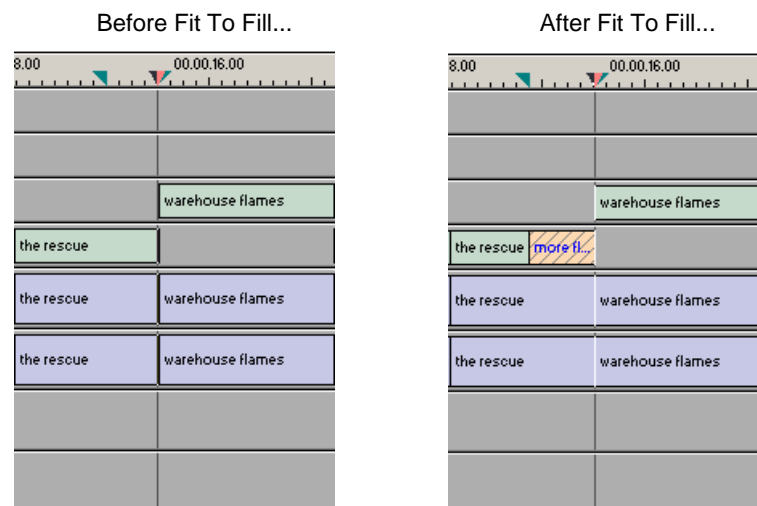 Before Fit To Fill...
8.00 00.00.16.00
warehouse flames
the rescue
the rescue warehouse flames
the rescue warehouse flames
After Fit To Fill...
8.00 00.00.16.00
warehouse flames
the rescue more fl...
the rescue warehouse flames
the rescue warehouse flames